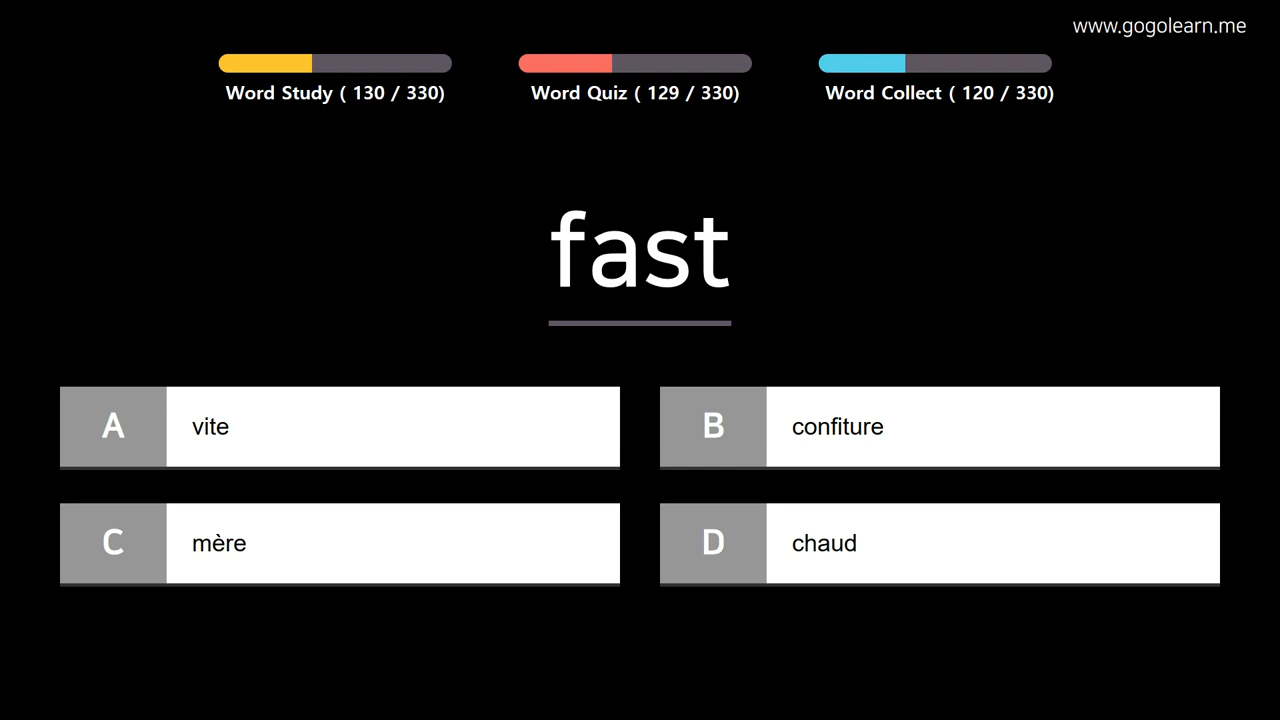 www.gogolearn.me
Word Study ( 130 / 330)
Word Quiz ( 129 / 330)
Word Collect ( 120 / 330)
fast
A vite
B confiture
C mère
D chaud